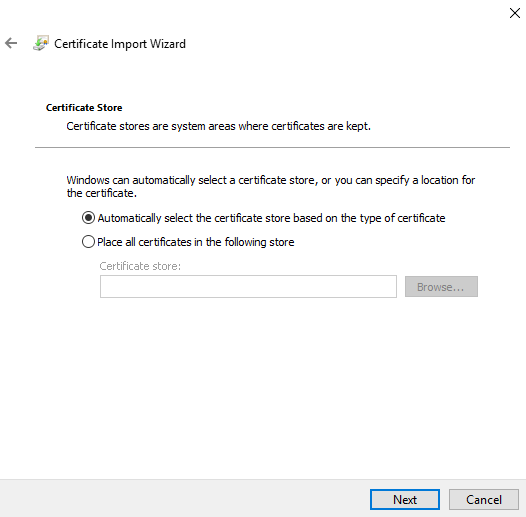 Certificate Import Wizard
Certificate Store
Certificate stores are system areas where certificates are kept.
Windows can automatically select a certificate store, or you can specify a location for
the certificate.
Automatically select the certificate store based on the type of certificate
Place all certificates in the following store
Certificate store:
Browse...
Next
Cancel